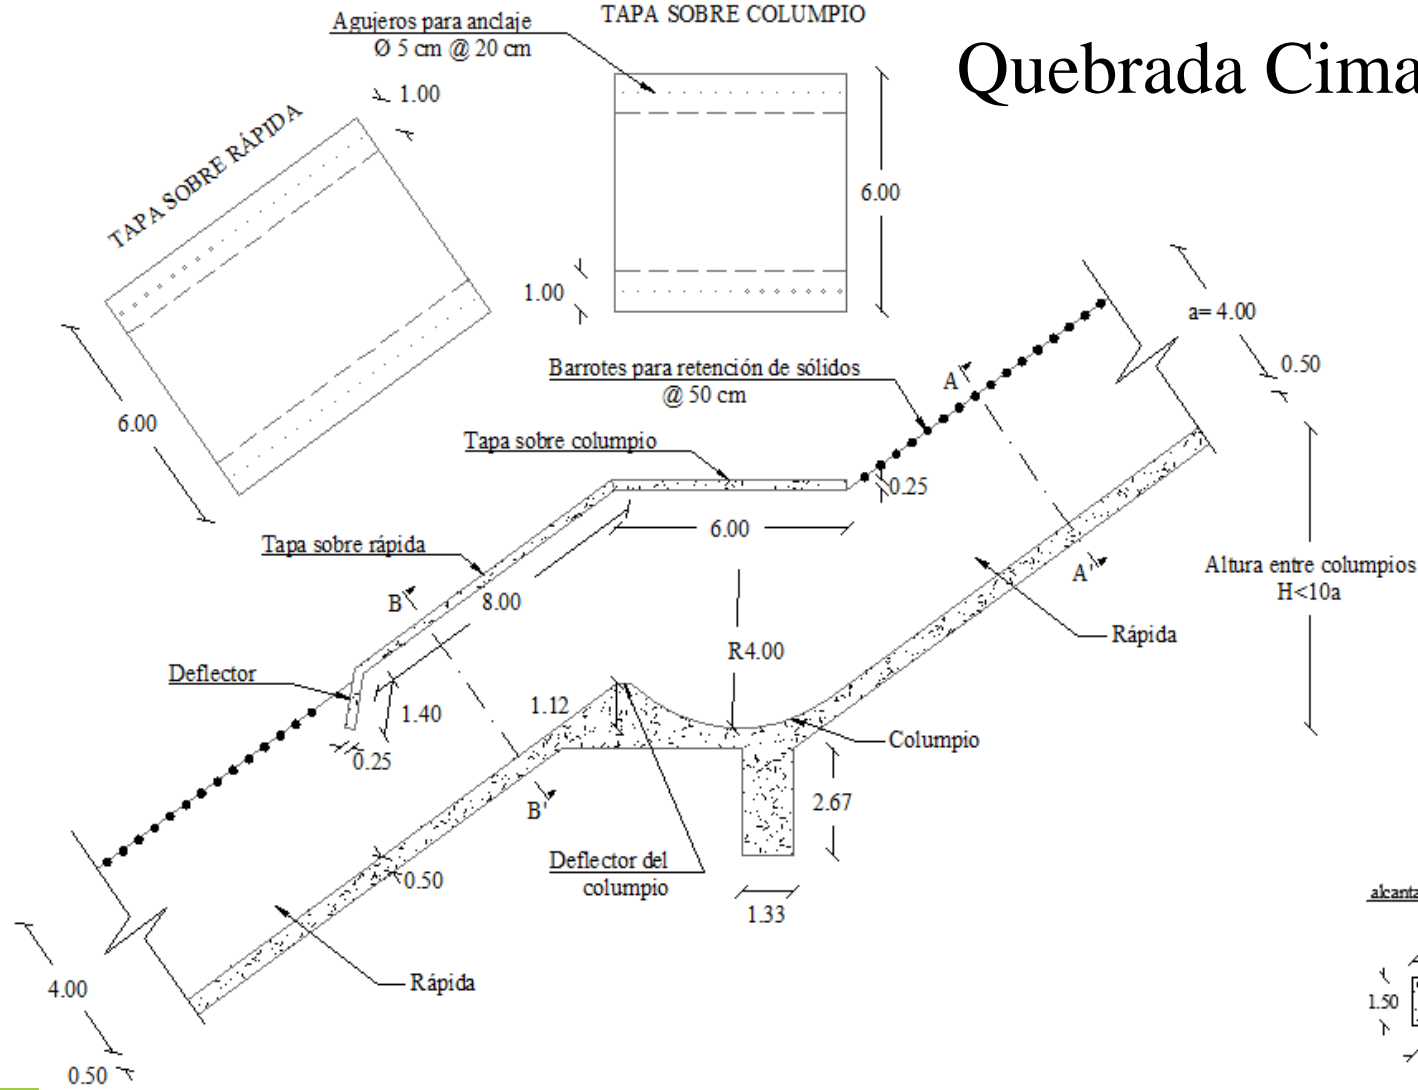 TAPA SOBRE COLUMPIO
Agujeros para anclaje
Ø 5 cm @ 20 cm
Quebrada Cima
1.00
TAPA SOBRE RÁPIDA
6.00
1.00
a= 4.00
Barrotes para retención de sólidos
@ 50 cm
A
0.50
6.00
Tapa sobre columpio
0.25
6.00
Tapa sobre rápida
A'
Altura entre columpios
H<10a
B
8.00
Rápida
R4.00
Deflector
1.40
1.12
Columpio
0.25
B'
2.67
Deflector del
columpio
0.50
1.33
alcanta
Rápida
4.00
1.50
0.50